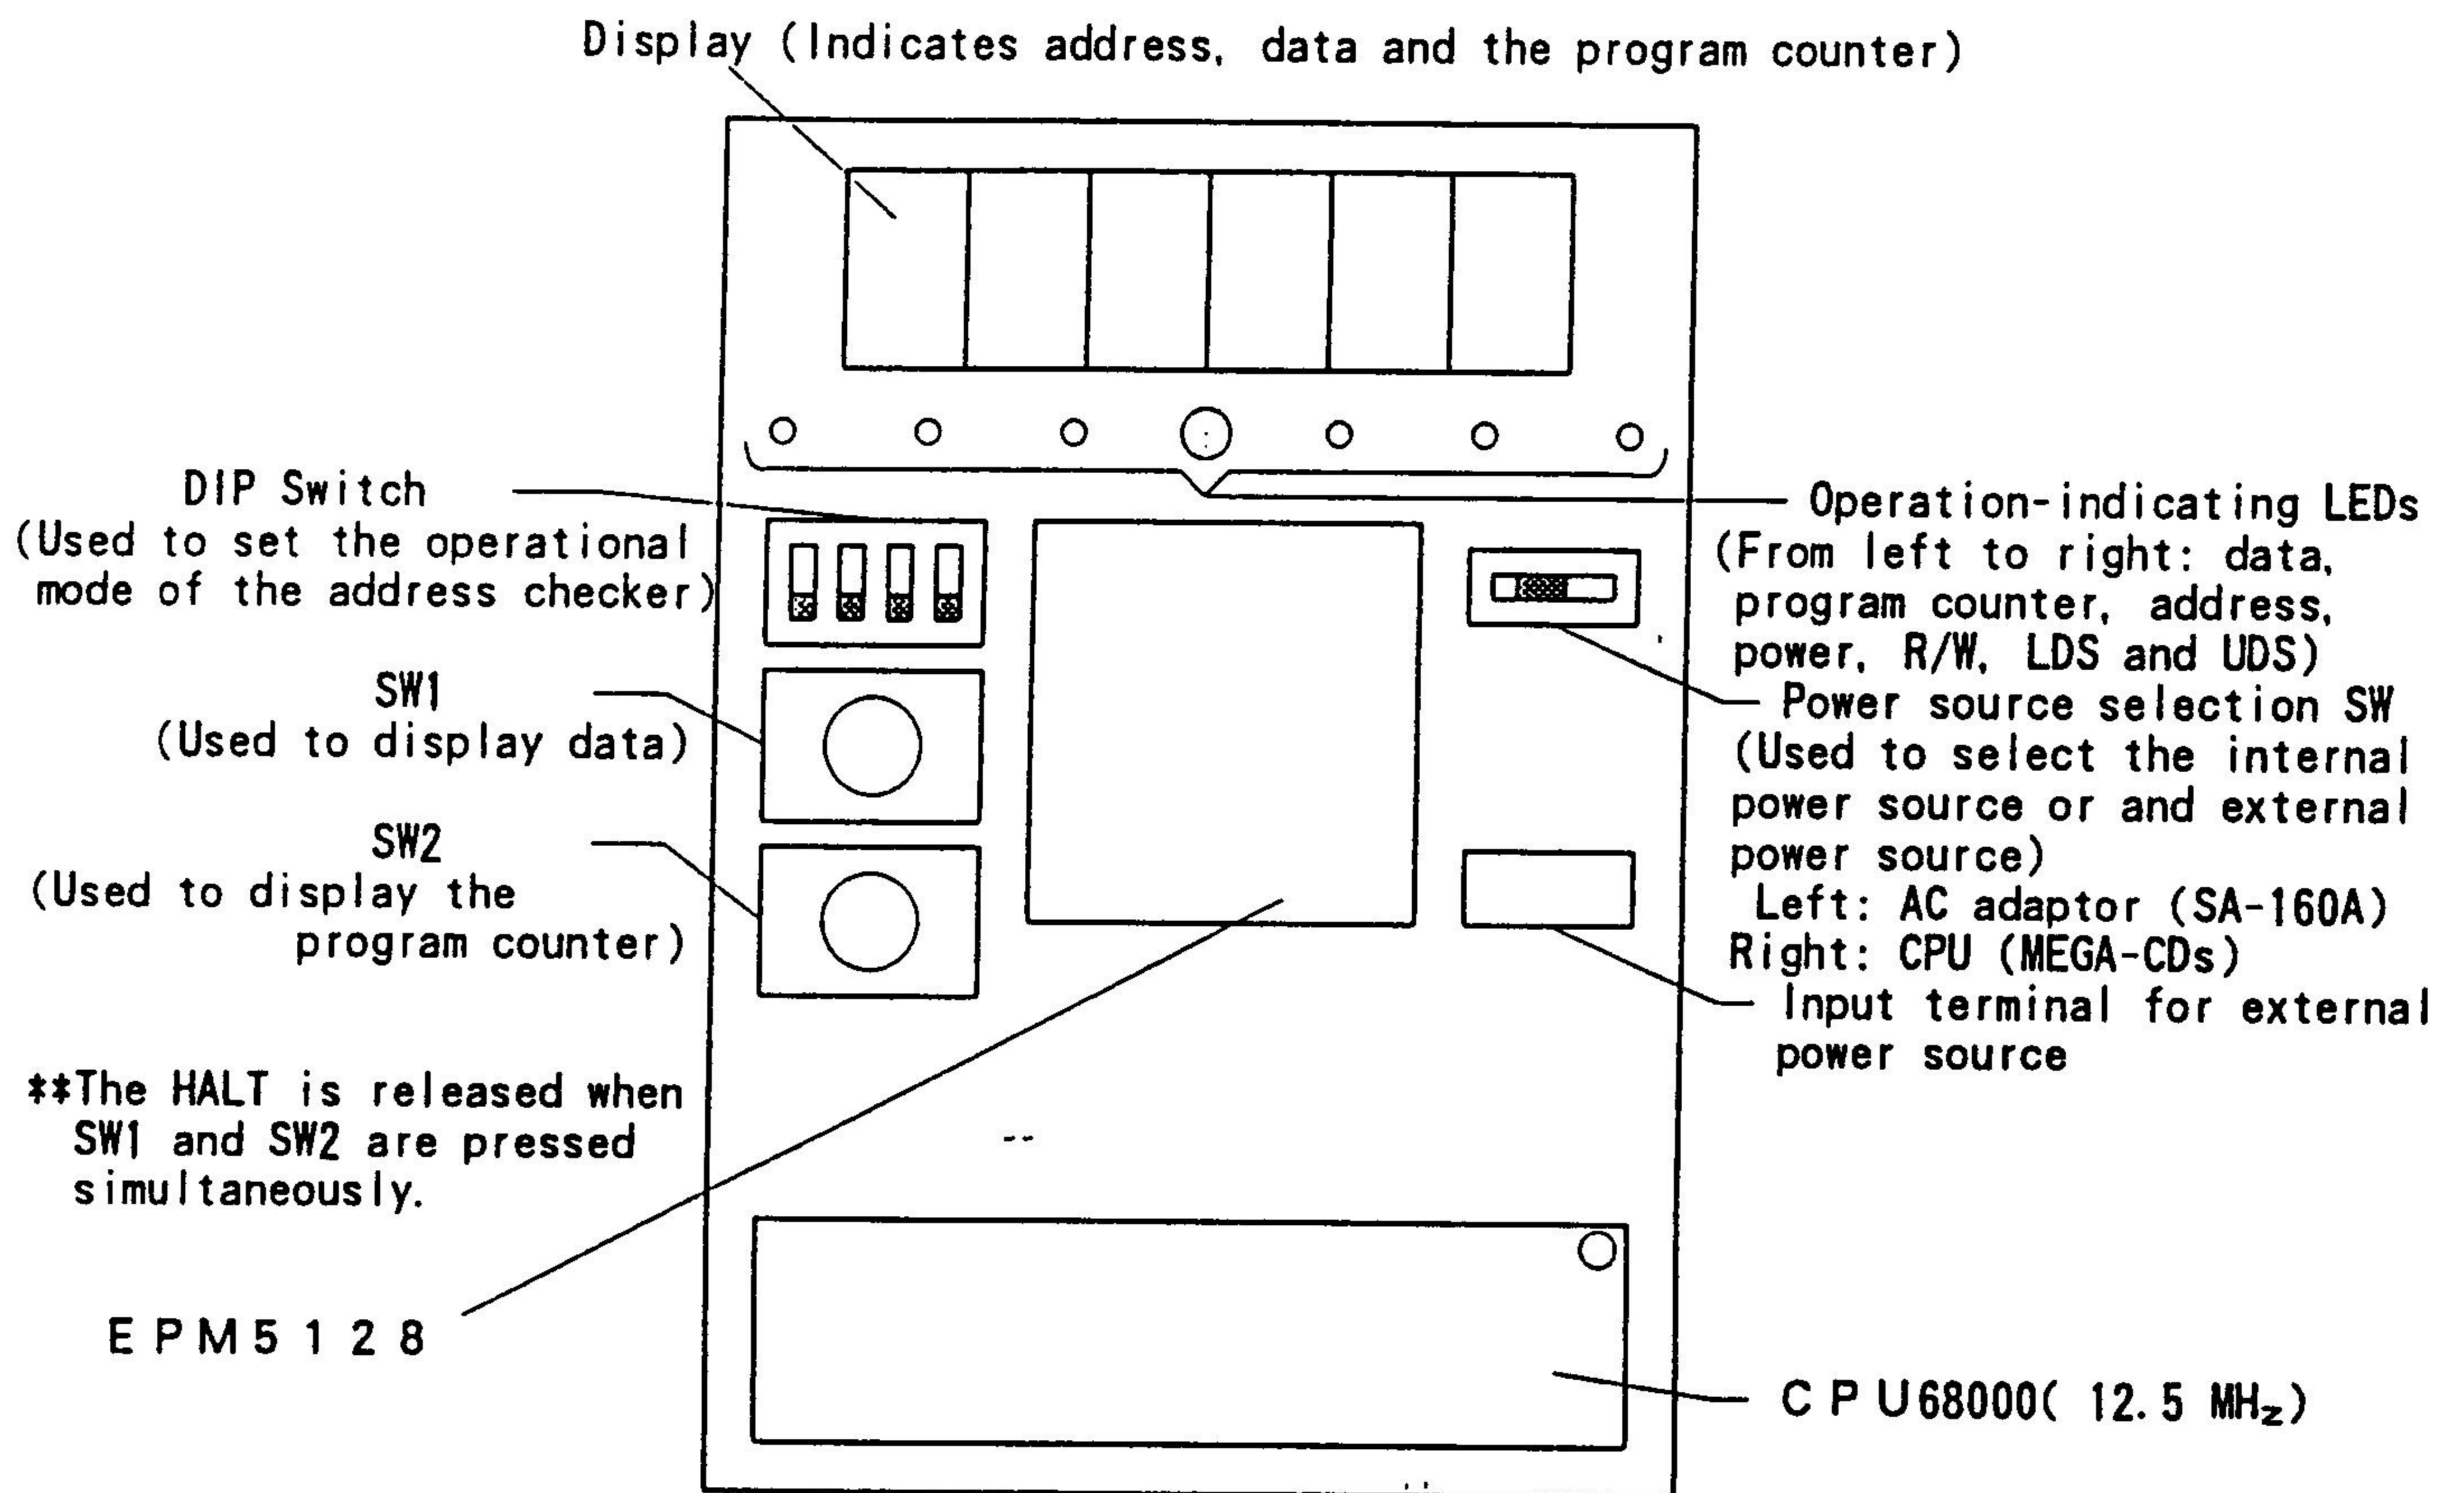 Display (Indicates address, data and the program counter)
DIP Switch
(Used to set the operational
mode of the address checker)
SW1
(Used to display data)
SW2
(Used to display the
program counter)
**The HALT is released when
SW1 and SW2 are pressed
simultaneously.
EPM5128
Operation-indicating LEDs
(From left to right: data,
program counter, address,
power, R/W, LDS and UDS)
Power source selection SW
(Used to select the internal
power source or and external
power source)
Left: AC adaptor (SA-160A)
Right: CPU (MEGA-CDs)
Input terminal for external
power source
CPU68000( 12.5 MHz)